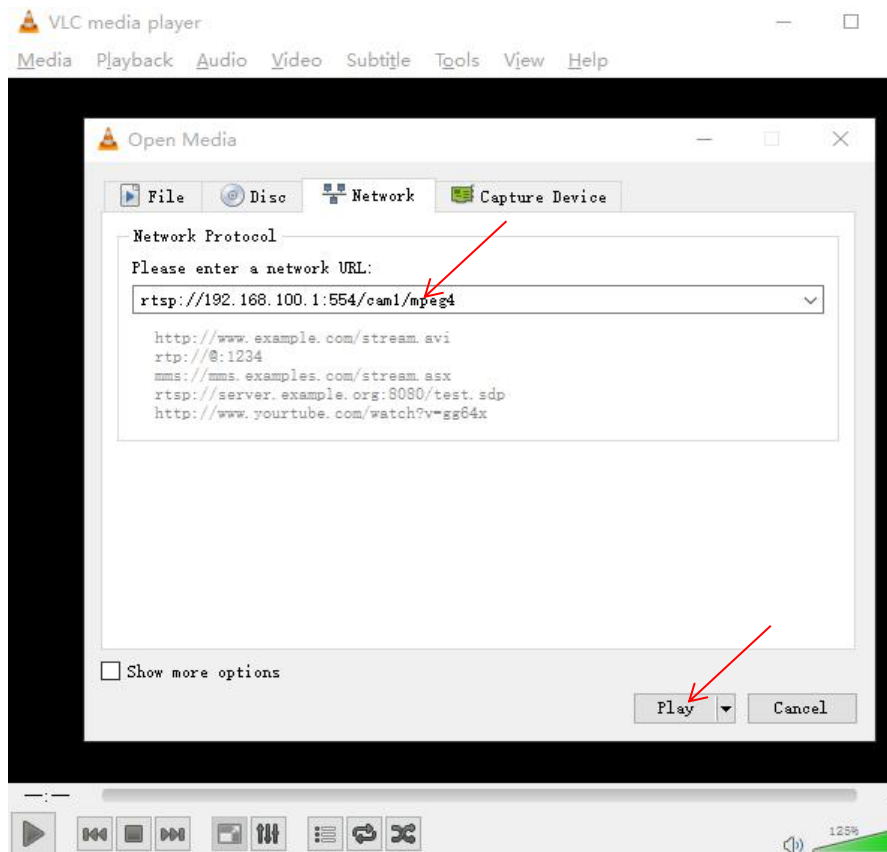 VLC media player
Media Playback Audio Video Subtitle Tools View Help
Open Media
File Disc Network Capture Device
Network Protocol
Please enter a network URL:
rtsp://192.168.100.1:554/cam1/mpeg4
http://www.example.com/stream.avi
rtp://@:1234
mms://mms.examples.com/stream.asx
rtsp://server.example.org:8080/test.sdp
http://www.yourtube.com/watch?v=gg64x
Show more options
Play Cancel
—:—
125%